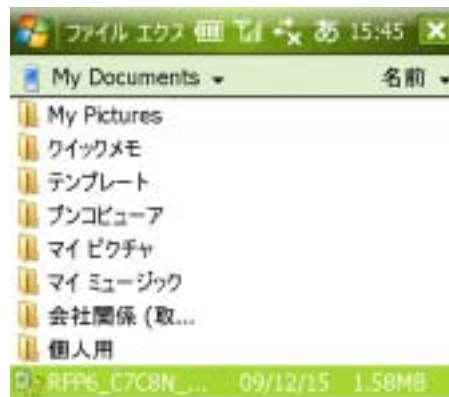 ファイル エクス あ 15:45
My Documents 名前
My Pictures
クイックメモ
テンプレート
ブンコビューア
マイ ピクチャ
マイ ミュージック
会社関係 (取...
個人用
RFP6_C7C8N_... 09/12/15 1.58MB